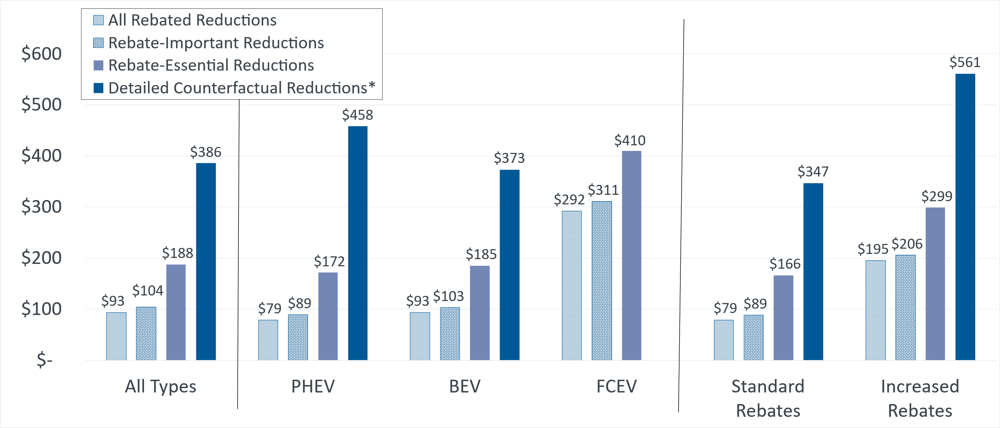 All Rebated Reductions
Rebate-Important Reductions
Rebate-Essential Reductions
Detailed Counterfactual Reductions*
$600
$500
$400
$300
$200
$100
$-
$93
$104
$188
$386
$79
$89
$172
$458
$93
$103
$185
$373
$292
$311
$410
$79
$89
$166
$347
$195
$206
$299
$561
All Types
PHEV
BEV
FCEV
Standard
Rebates
Increased
Rebates